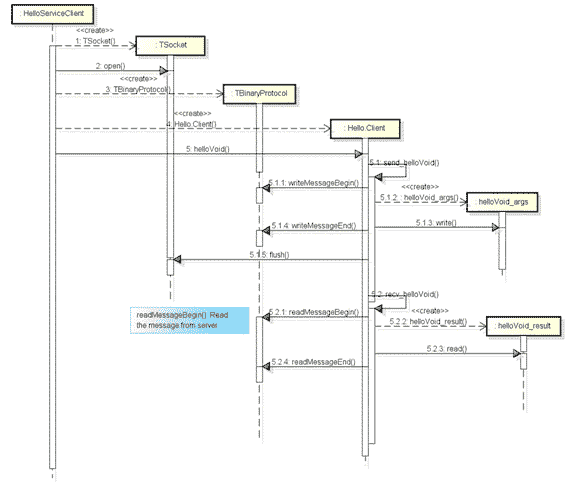 : HelloServiceClient
<<create>>
1: TSocket()
: TSocket
2: open()
<<create>>
3: TBinaryProtocol()
TBinaryProtocol
<<create>>
4: Hello.Client()
: Hello.Client
5: helloVoid()
5.1: send_helloVoid()
5.1.1: writeMessageBegin()
<<create>>
5.1.2: helloVoid_args()
: helloVoid_args
5.1.3: write()
5.1.4: writeMessageEnd()
5.1.5: flush()
5.2: recv_helloVoid()
readMessageBegin() Read
the message from server
5.2.1: readMessageBegin()
<<create>>
5.2.2: helloVoid_result()
helloVoid_result
5.2.3: read()
5.2.4: readMessageEnd()